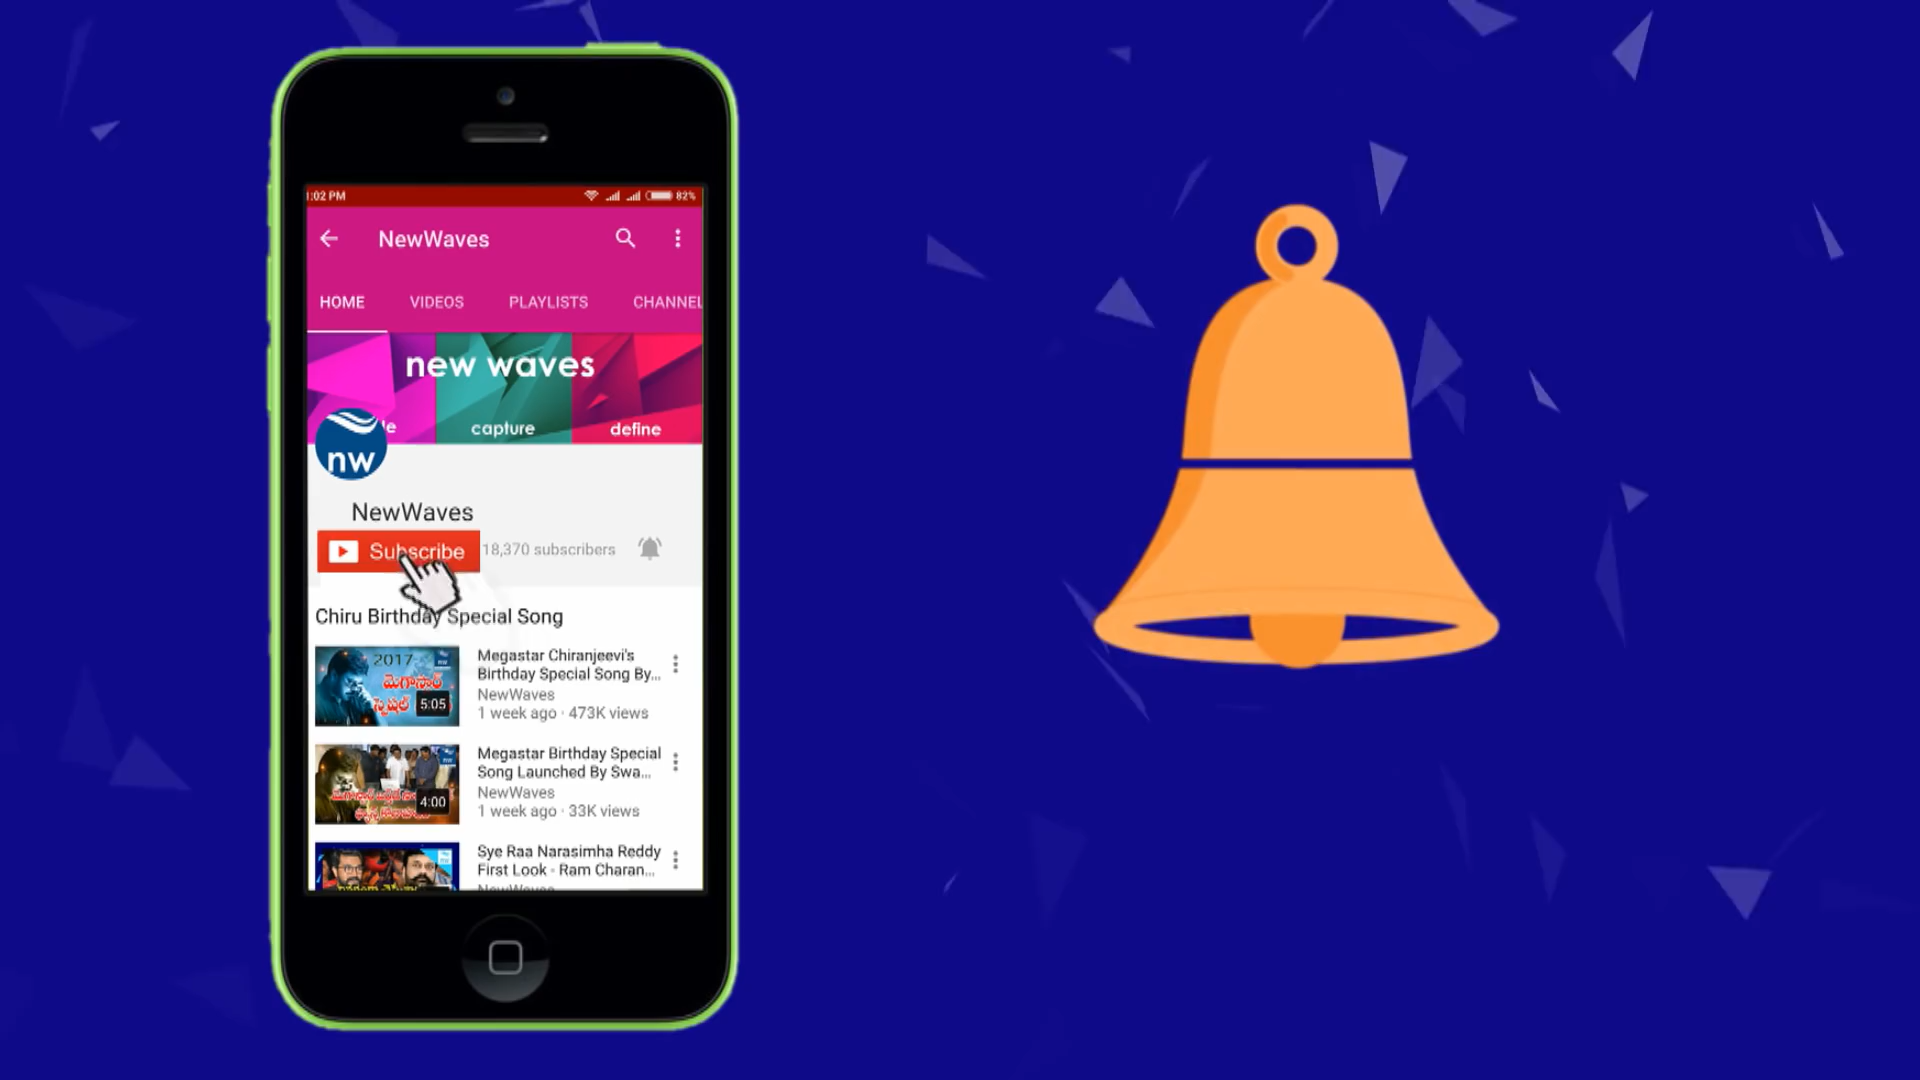 1:02 PM
82%
NewWaves
HOME VIDEOS PLAYLISTS CHANNEL
new waves
capture
define
nw
NewWaves
Subscribe
18,370 subscribers
Chiru Birthday Special Song
2017
మెగాస్టార్
స్పెషల్
5:05
Megastar Chiranjeevi's
Birthday Special Song By...
NewWaves
1 week ago · 473K views
4:00
Megastar Birthday Special
Song Launched By Swa...
NewWaves
1 week ago · 33K views
Sye Raa Narasimha Reddy
First Look - Ram Charan...
NewWaves